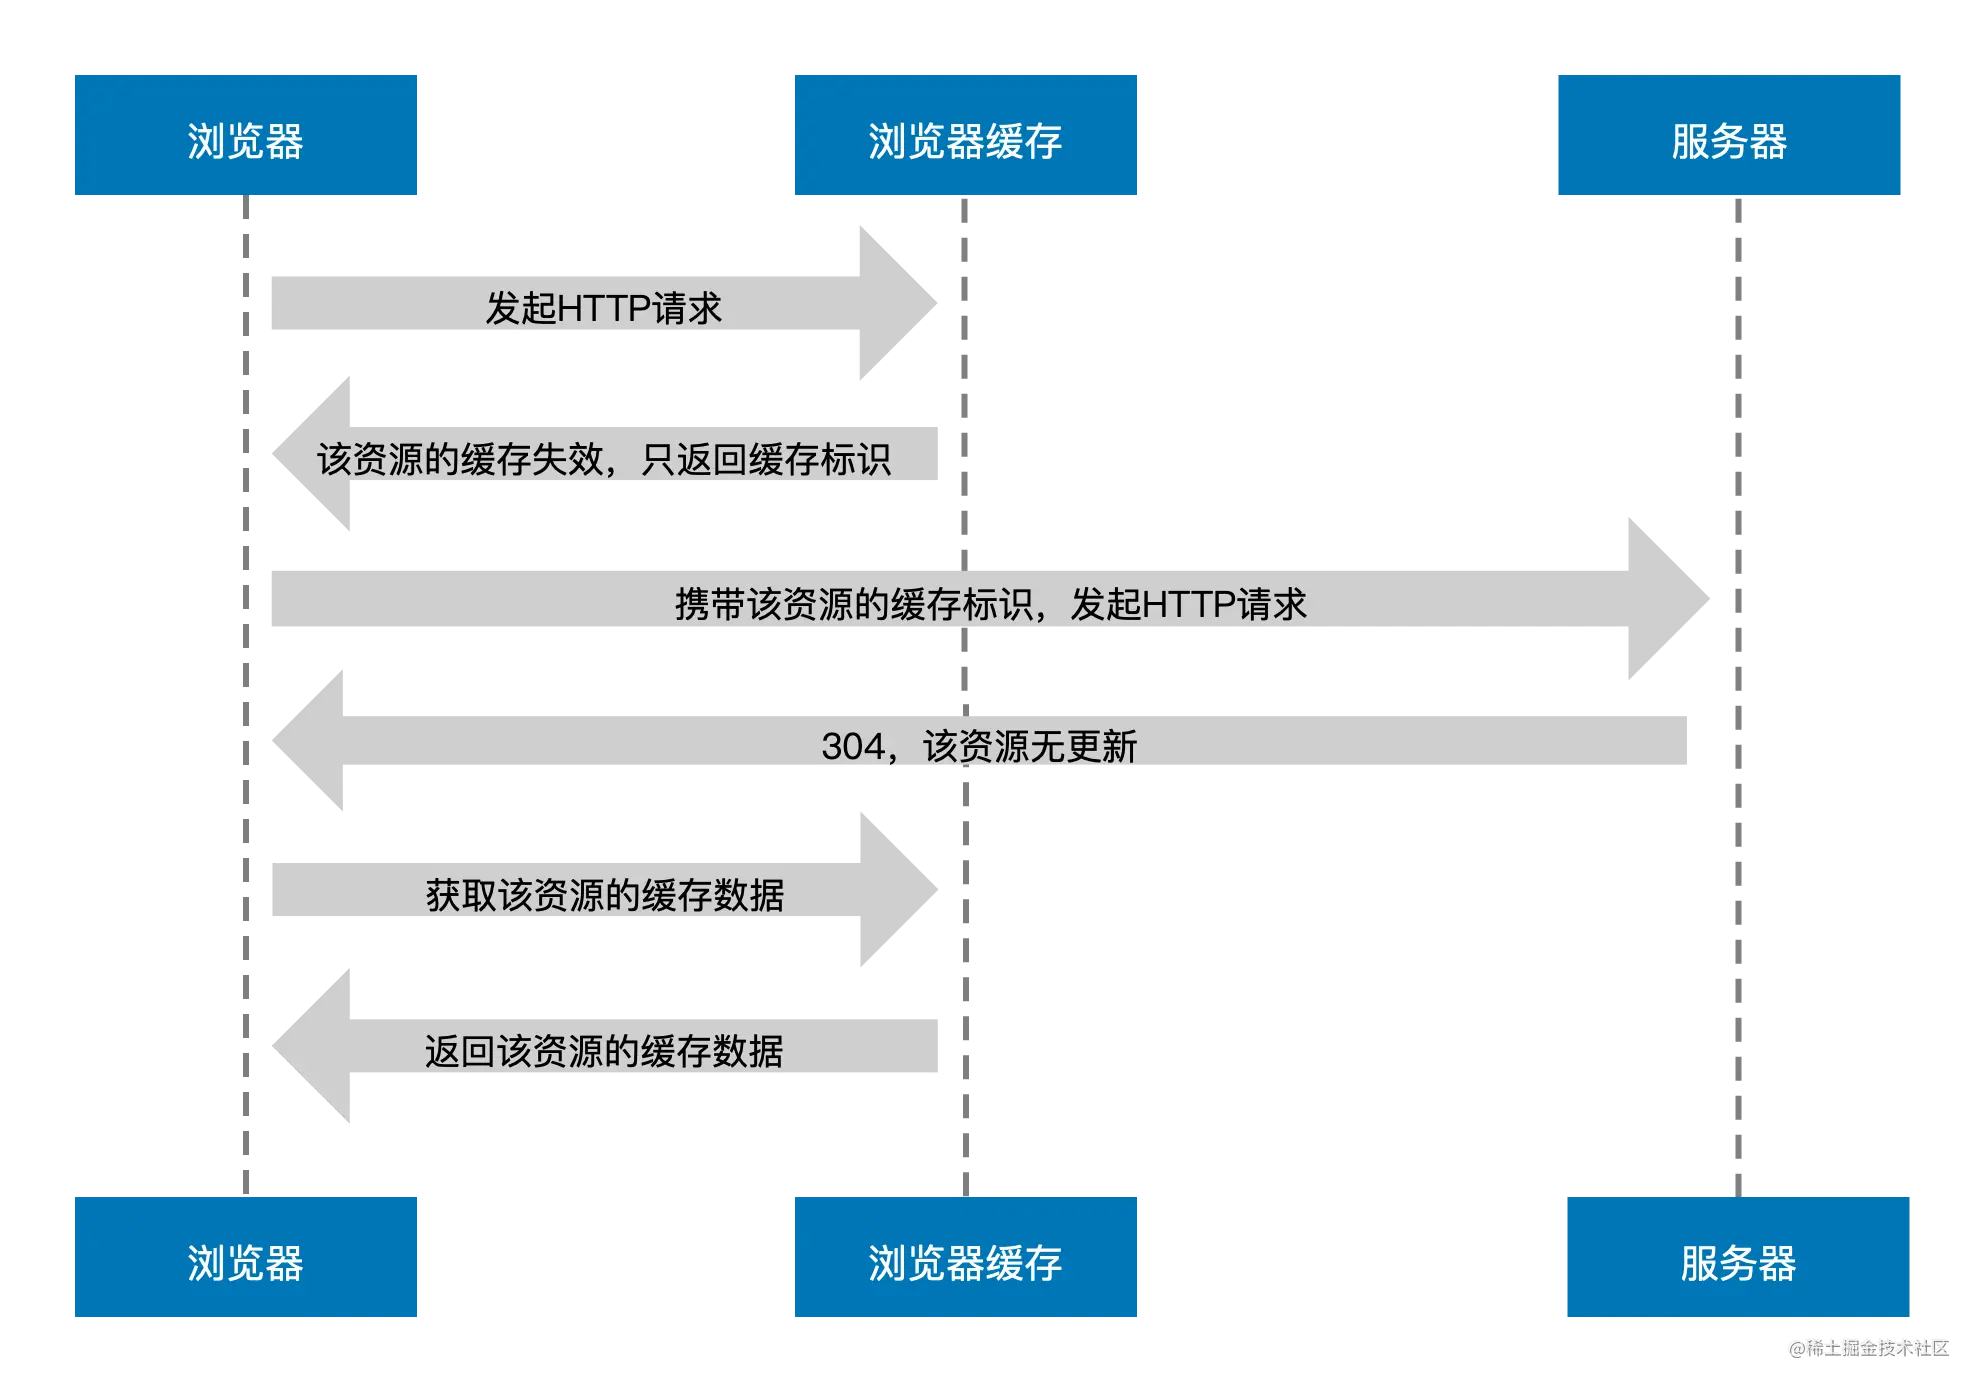 浏览器
浏览器缓存
服务器
发起HTTP请求
该资源的缓存失效，只返回缓存标识
携带该资源的缓存标识，发起HTTP请求
304，该资源无更新
获取该资源的缓存数据
返回该资源的缓存数据
浏览器
浏览器缓存
服务器
@稀土掘金技术社区